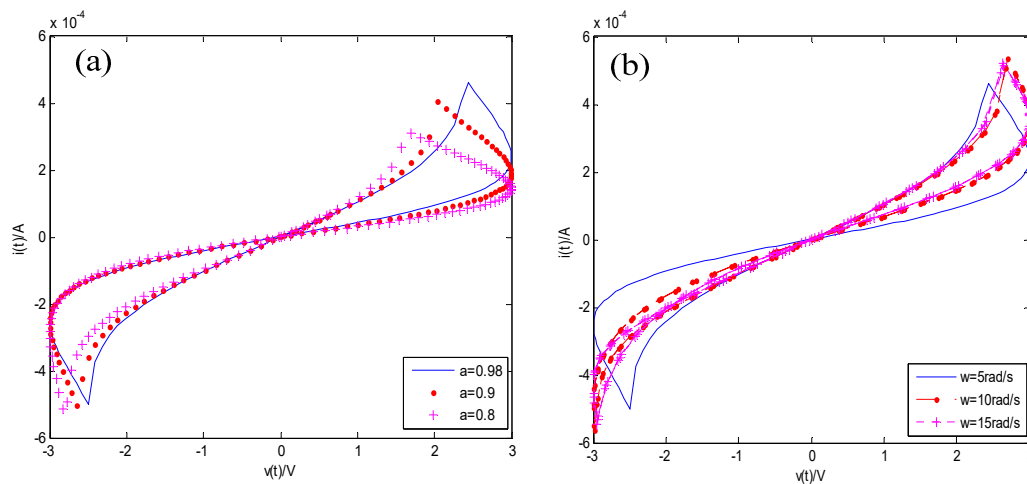 x 10⁻⁴
(a)
6
4
2
0
-2
-4
-6
i(t)/A
-3 -2 -1 0 1 2 3
v(t)/V
a=0.98
a=0.9
a=0.8
x 10⁻⁴
(b)
6
4
2
0
-2
-4
-6
i(t)/A
-3 -2 -1 0 1 2
v(t)/V
w=5rad/s
w=10rad/s
w=15rad/s